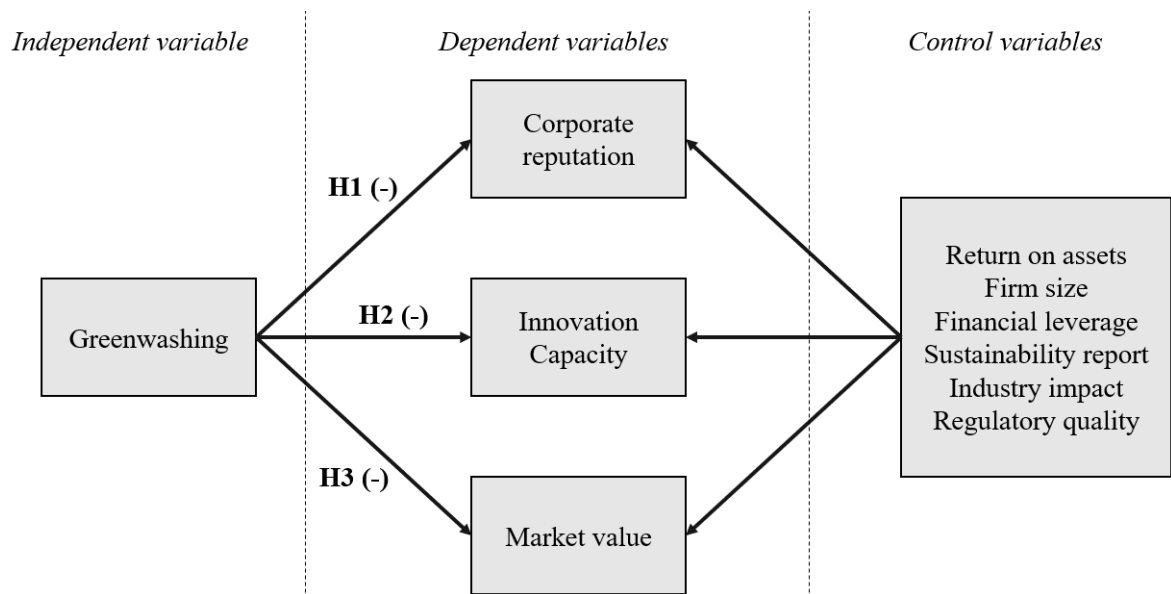 Independent variable
Dependent variables
Control variables
Corporate
reputation
H1 (-)
Greenwashing
H2 (-)
Innovation
Capacity
H3 (-)
Market value
Return on assets
Firm size
Financial leverage
Sustainability report
Industry impact
Regulatory quality